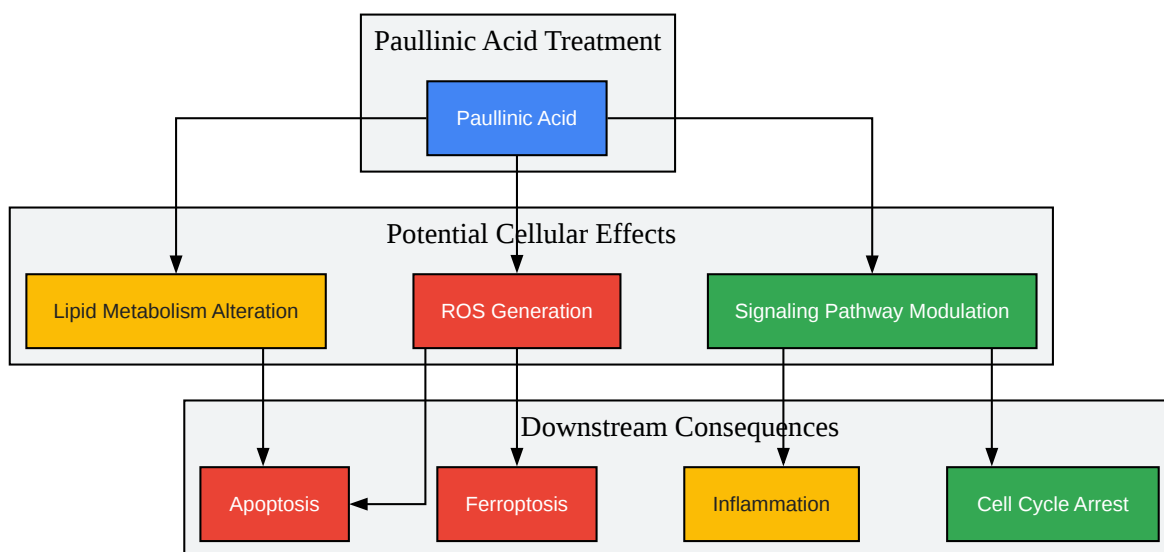 Paullinic Acid Treatment
Paullinic Acid
Potential Cellular Effects
Lipid Metabolism Alteration
ROS Generation
Signaling Pathway Modulation
Downstream Consequences
Apoptosis
Ferroptosis
Inflammation
Cell Cycle Arrest